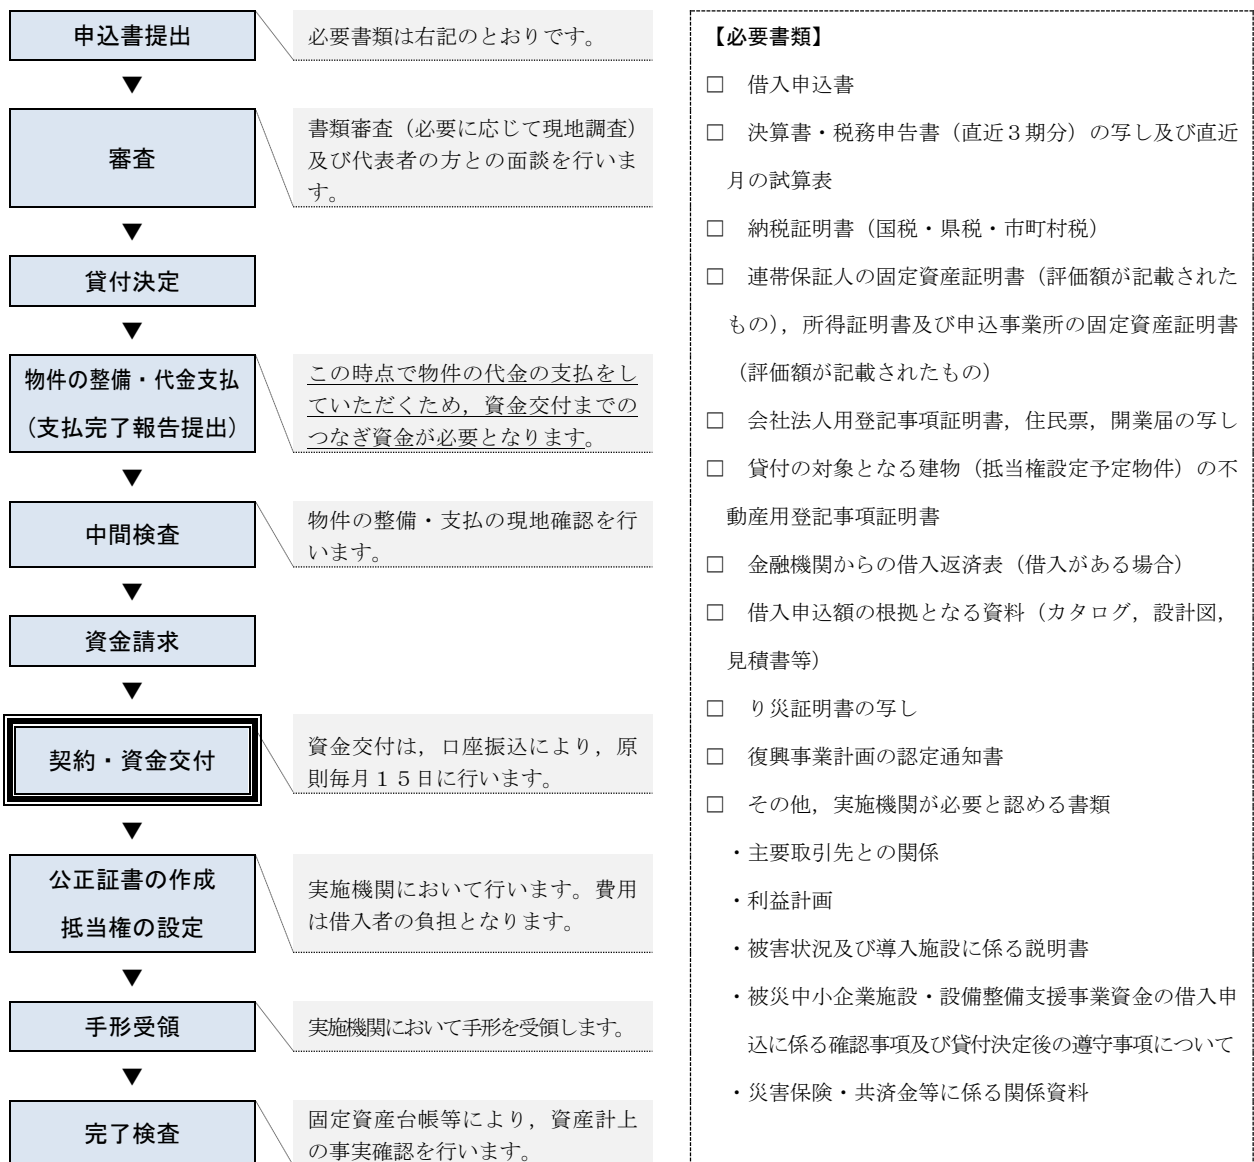 申込書提出
必要書類は右記のとおりです。
▼
審査
書類審査（必要に応じて現地調査）
及び代表者の方との面談を行いま
す。
▼
貸付決定
▼
物件の整備・代金支払
（支払完了報告提出）
この時点で物件の代金の支払をし
ていただくため，資金交付までの
つなぎ資金が必要となります。
▼
中間検査
物件の整備・支払の現地確認を行
います。
▼
資金請求
▼
契約・資金交付
資金交付は，口座振込により，原
則毎月１５日に行います。
▼
公正証書の作成
抵当権の設定
実施機関において行います。費用
は借入者の負担となります。
▼
手形受領
実施機関において手形を受領します。
▼
完了検査
固定資産台帳等により，資産計上
の事実確認を行います。
【必要書類】
□　借入申込書
□　決算書・税務申告書（直近３期分）の写し及び直近
月の試算表
□　納税証明書（国税・県税・市町村税）
□　連帯保証人の固定資産証明書（評価額が記載された
もの），所得証明書及び申込事業所の固定資産証明書
（評価額が記載されたもの）
□　会社法人用登記事項証明書，住民票，開業届の写し
□　貸付の対象となる建物（抵当権設定予定物件）の不
動産用登記事項証明書
□　金融機関からの借入返済表（借入がある場合）
□　借入申込額の根拠となる資料（カタログ，設計図，
見積書等）
□　り災証明書の写し
□　復興事業計画の認定通知書
□　その他，実施機関が必要と認める書類
・主要取引先との関係
・利益計画
・被害状況及び導入施設に係る説明書
・被災中小企業施設・設備整備支援事業資金の借入申
込に係る確認事項及び貸付決定後の遵守事項について
・災害保険・共済金等に係る関係資料